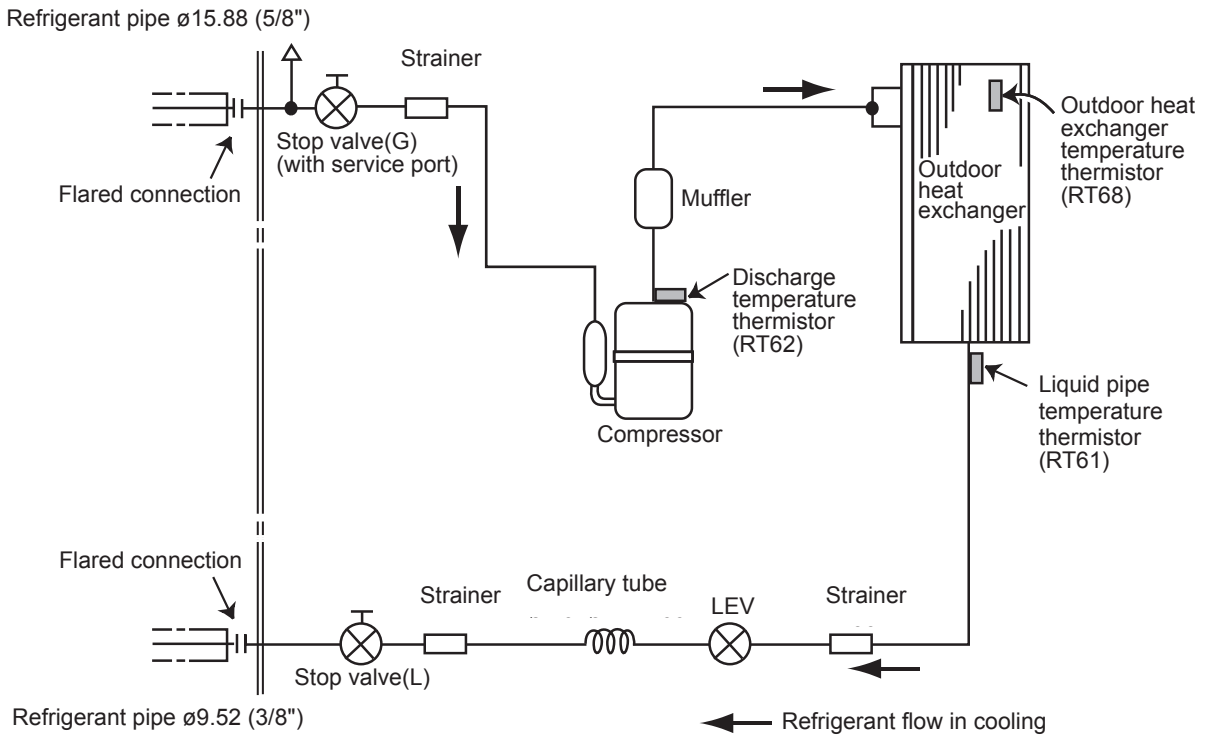 Refrigerant pipe ø15.88 (5/8")
Strainer
Stop valve(G)
(with service port)
Flared connection
Muffler
Discharge
temperature
thermistor
(RT62)
Compressor
Outdoor
heat
exchanger
Outdoor heat
exchanger
temperature
thermistor
(RT68)
Liquid pipe
temperature
thermistor
(RT61)
Flared connection
Strainer
Capillary tube
LEV
Strainer
Stop valve(L)
Refrigerant pipe ø9.52 (3/8")
Refrigerant flow in cooling